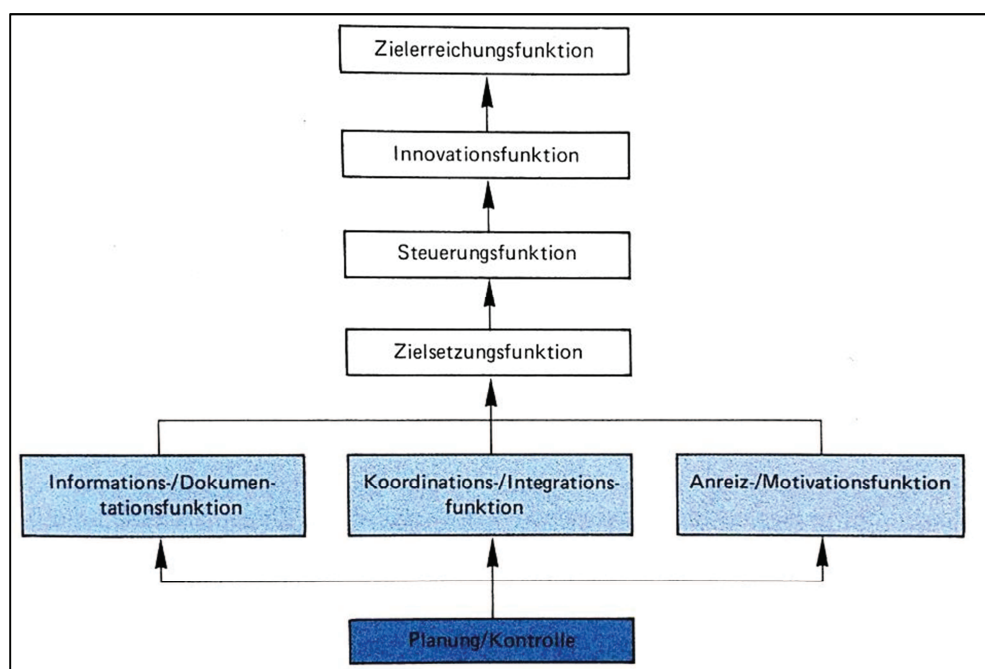 Zielerreichungsfunktion
Innovationsfunktion
Steuerungsfunktion
Zielsetzungsfunktion
Informations-/Dokumen-
tationsfunktion
Koordinations-/Integrations-
funktion
Anreiz-/Motivationsfunktion
Planung/Kontrolle